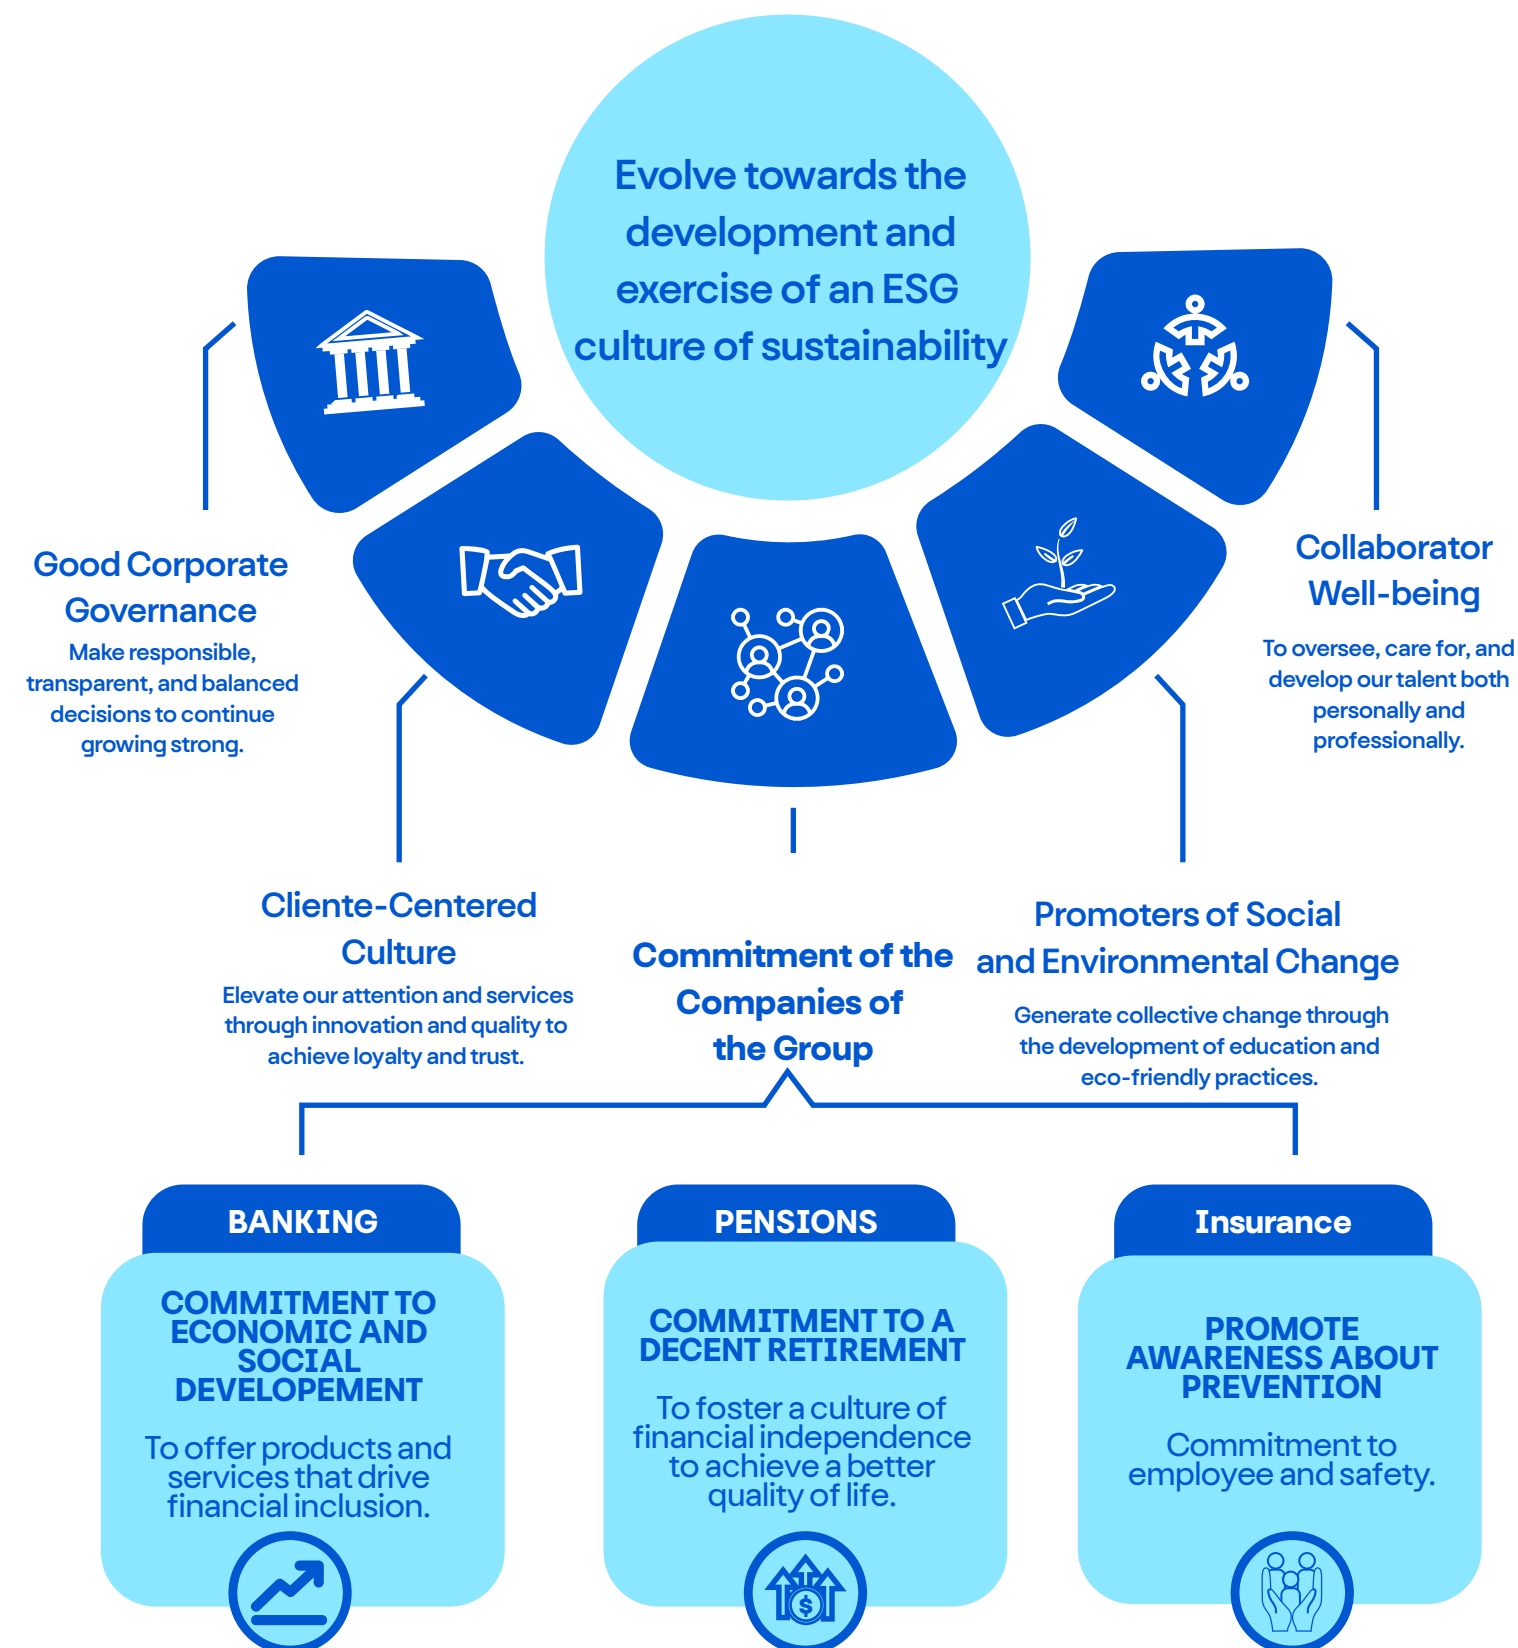 Evolve towards the
development and
exercise of an ESG
culture of sustainability
Good Corporate
Governance
Make responsible,
transparent, and balanced
decisions to continue
growing strong.
Cliente-Centered
Culture
Elevate our attention and services
through innovation and quality to
achieve loyalty and trust.
Commitment of the
Companies of
the Group
Promoters of Social
and Environmental Change
Generate collective change through
the development of education and
eco-friendly practices.
Collaborator
Well-being
To oversee, care for, and
develop our talent both
personally and
professionally.
BANKING
COMMITMENT TO
ECONOMIC AND
SOCIAL
DEVELOPEMENT
To offer products and
services that drive
financial inclusion.
PENSIONS
COMMITMENT TO A
DECENT RETIREMENT
To foster a culture of
financial independence
to achieve a better
quality of life.
$
Insurance
PROMOTE
AWARENESS ABOUT
PREVENTION
Commitment to
employee and safety.